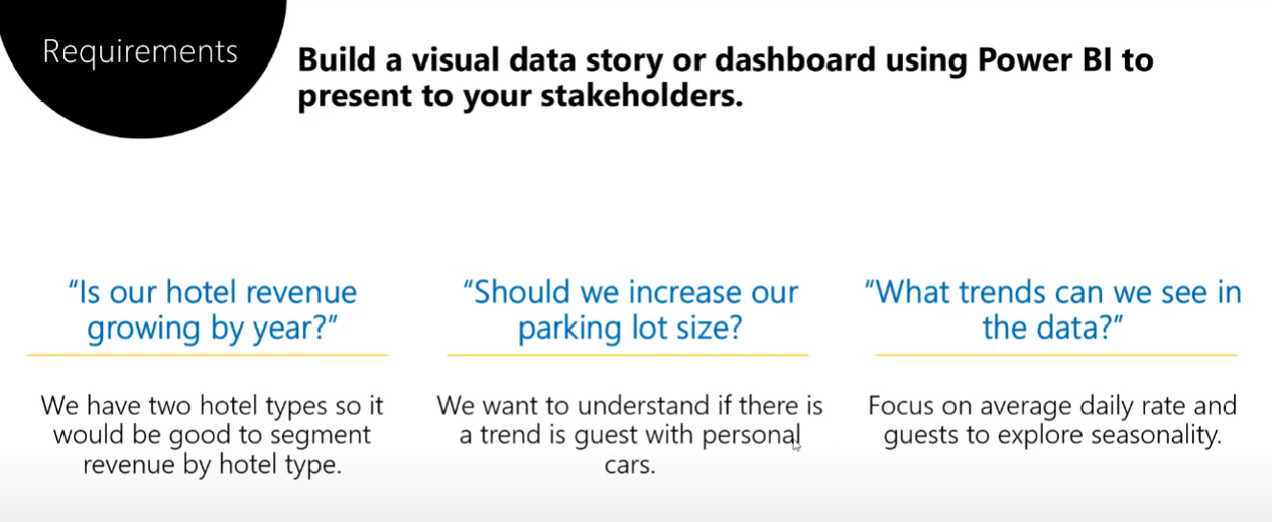 Requirements
Build a visual data story or dashboard using Power BI to
present to your stakeholders.
“Is our hotel revenue
growing by year?”
We have two hotel types so it
would be good to segment
revenue by hotel type.
“Should we increase our
parking lot size?
We want to understand if there is
a trend is guest with personal
cars.
“What trends can we see in
the data?”
Focus on average daily rate and
guests to explore seasonality.